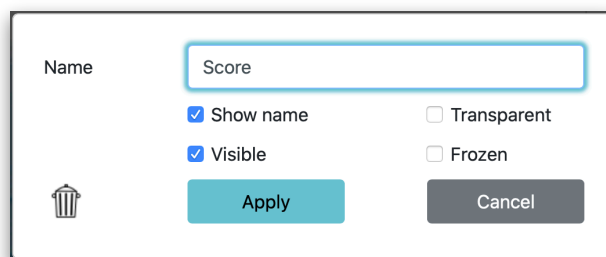 Name Score
Show name Transparent
Visible Frozen
Apply Cancel